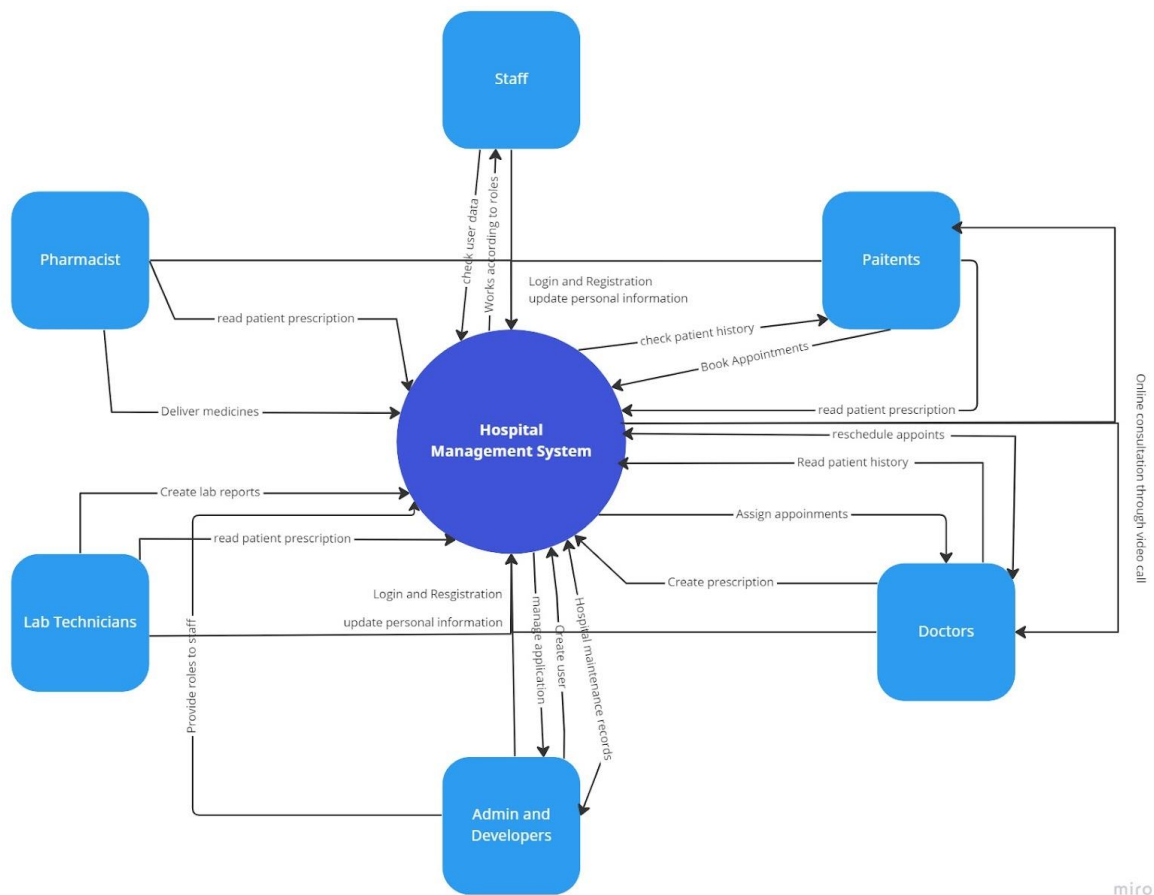 Staff
check user data
Works according to roles
Pharmacist
Paitents
Login and Registration
update personal information
read patient prescription
check patient history
Book Appointments
Deliver medicines
read patient prescription
Hospital
Management System
reschedule appoints
Read patient history
Online consultation through video call
Create lab reports
Assign appoinments
read patient prescription
Create prescription
Login and Resgistration
update personal information
Lab Technicians
Doctors
Provide roles to staff
manage application
Create user
Hospital maintenance records
Admin and
Developers
miro